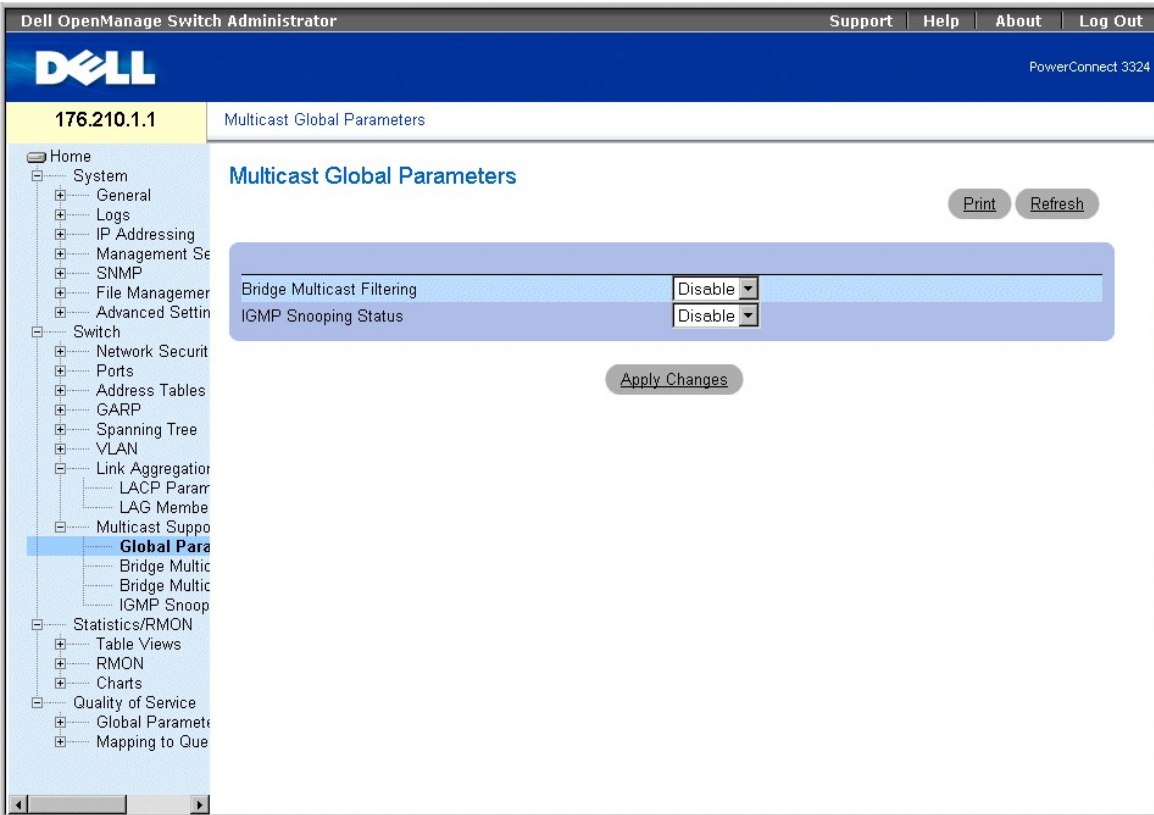 Dell OpenManage Switch Administrator Support Help About Log Out
DELL
PowerConnect 3324
176.210.1.1
Multicast Global Parameters
Home
System
General
Logs
IP Addressing
Management Se
SNMP
File Managemer
Advanced Settin
Switch
Network Securit
Ports
Address Tables
GARP
Spanning Tree
VLAN
Link Aggregation
LACP Param
LAG Membe
Multicast Suppo
Global Para
Bridge Multic
Bridge Multic
IGMP Snoop
Statistics/RMON
Table Views
RMON
Charts
Quality of Service
Global Paramete
Mapping to Que
Multicast Global Parameters
Print Refresh
Bridge Multicast Filtering Disable
IGMP Snooping Status Disable
Apply Changes